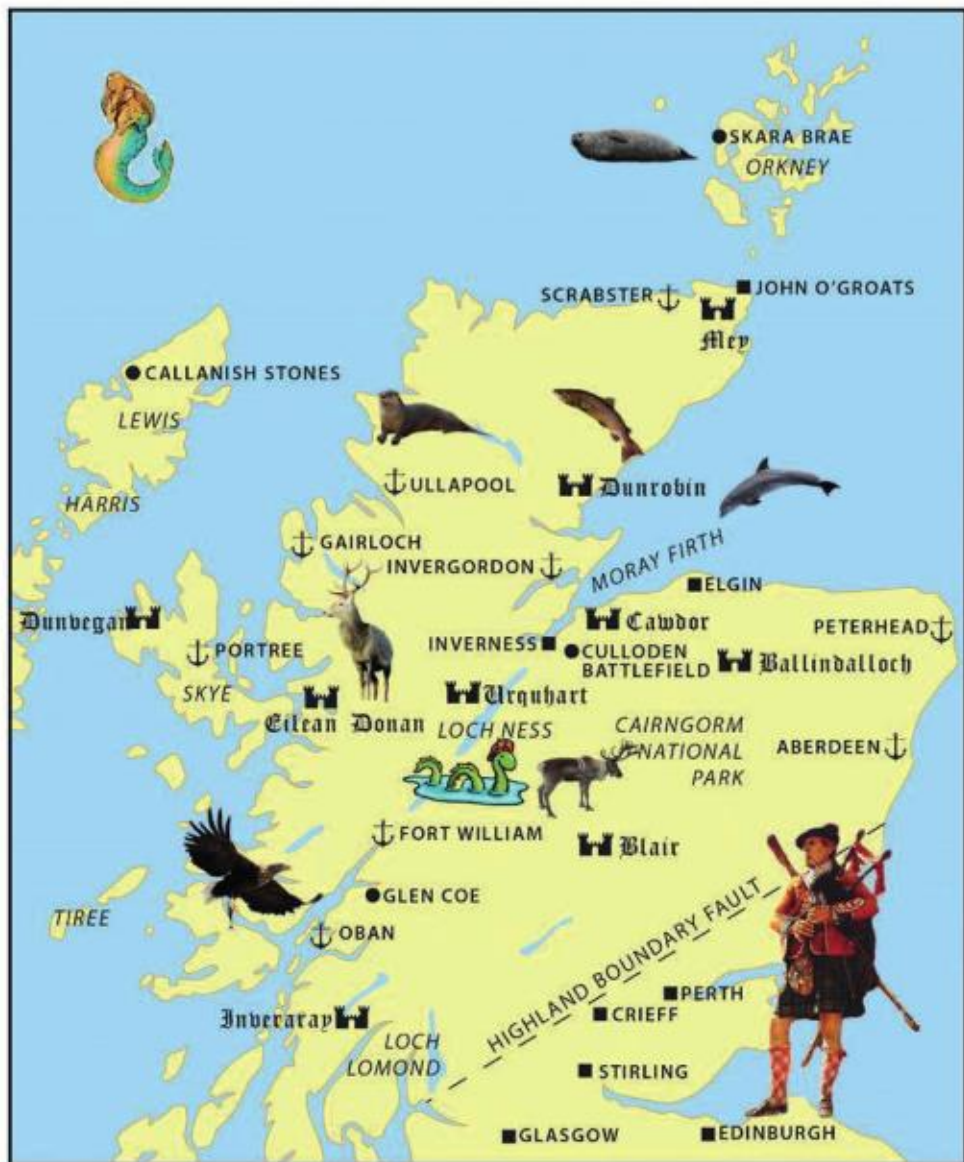 SKARA BRAE
ORKNEY
SCRABSTER
JOHN O'GROATS
Mey
CALLANISH STONES
LEWIS
HARRIS
ULLAPOOL
Dunrobin
GAIRLOCH
INVERGORDON
MORAY FIRTH
ELGIN
Dunvegan
Cawdor
PETERHEAD
PORTREE
INVERNESS
CULLODEN
BATTLEFIELD
Ballindalloch
SKYE
Urquhart
Eilean Donan
LOCH NESS
CAIRNGORM
NATIONAL
PARK
ABERDEEN
FORT WILLIAM
Blair
GLEN COE
TIREE
OBAN
HIGHLAND BOUNDARY FAULT
PERTH
CRIEFF
Inveraray
LOCH
LOMOND
STIRLING
GLASGOW
EDINBURGH